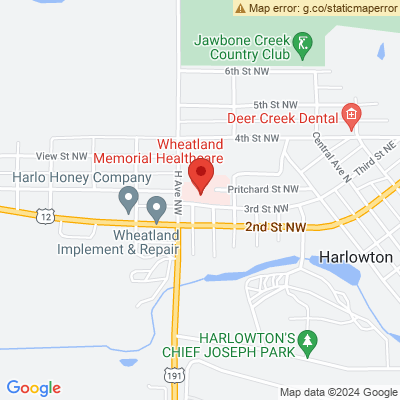 Map error: g.co/staticmaperror
Jawbone Creek
Country Club
6th St NW
5th St NW
Deer Creek Dental
4th St NW
Central Ave N
Third St NE
Wheatland
Memorial Healthcare
View St NW
H Ave NW
Harlo Honey Company
Pritchard St NW
3rd St NW
12
Wheatland
Implement & Repair
2nd St NW
Harlowton
HARLOWTON'S
CHIEF JOSEPH PARK
191
Google
Map data ©2024 Google